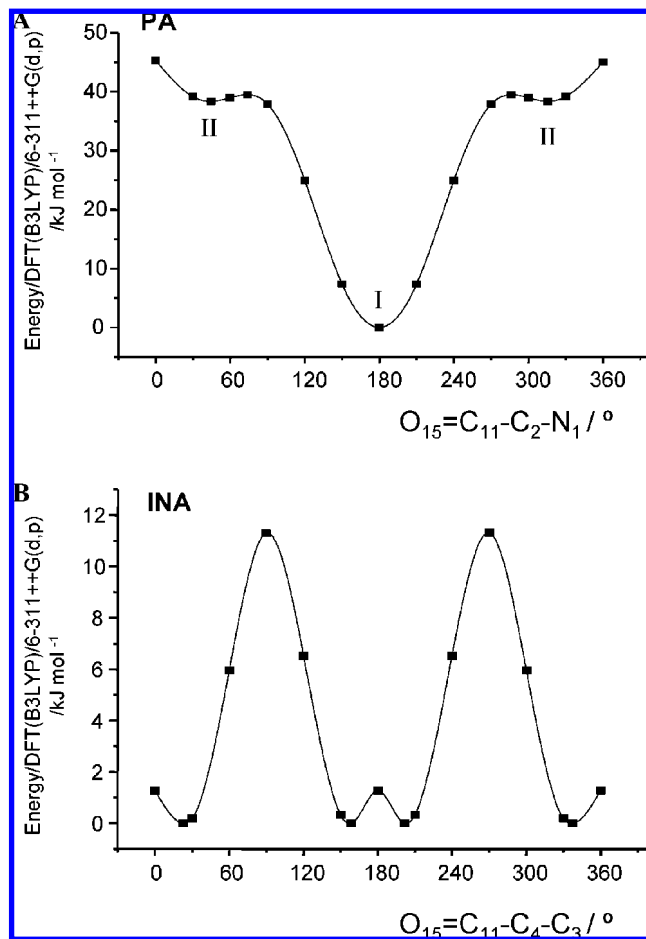 A
PA
Energy/DFT(B3LYP)/6-311++G(d,p)
/kJ mol -1
50
40
30
20
10
0
II
II
I
0 60 120 180 240 300 360
O15=C11-C2-N1 / º
B
INA
Energy/DFT(B3LYP)/6-311++G(d,p)
/kJ mol -1
12
10
8
6
4
2
0
0 60 120 180 240 300 360
O15=C11-C4-C3 / º